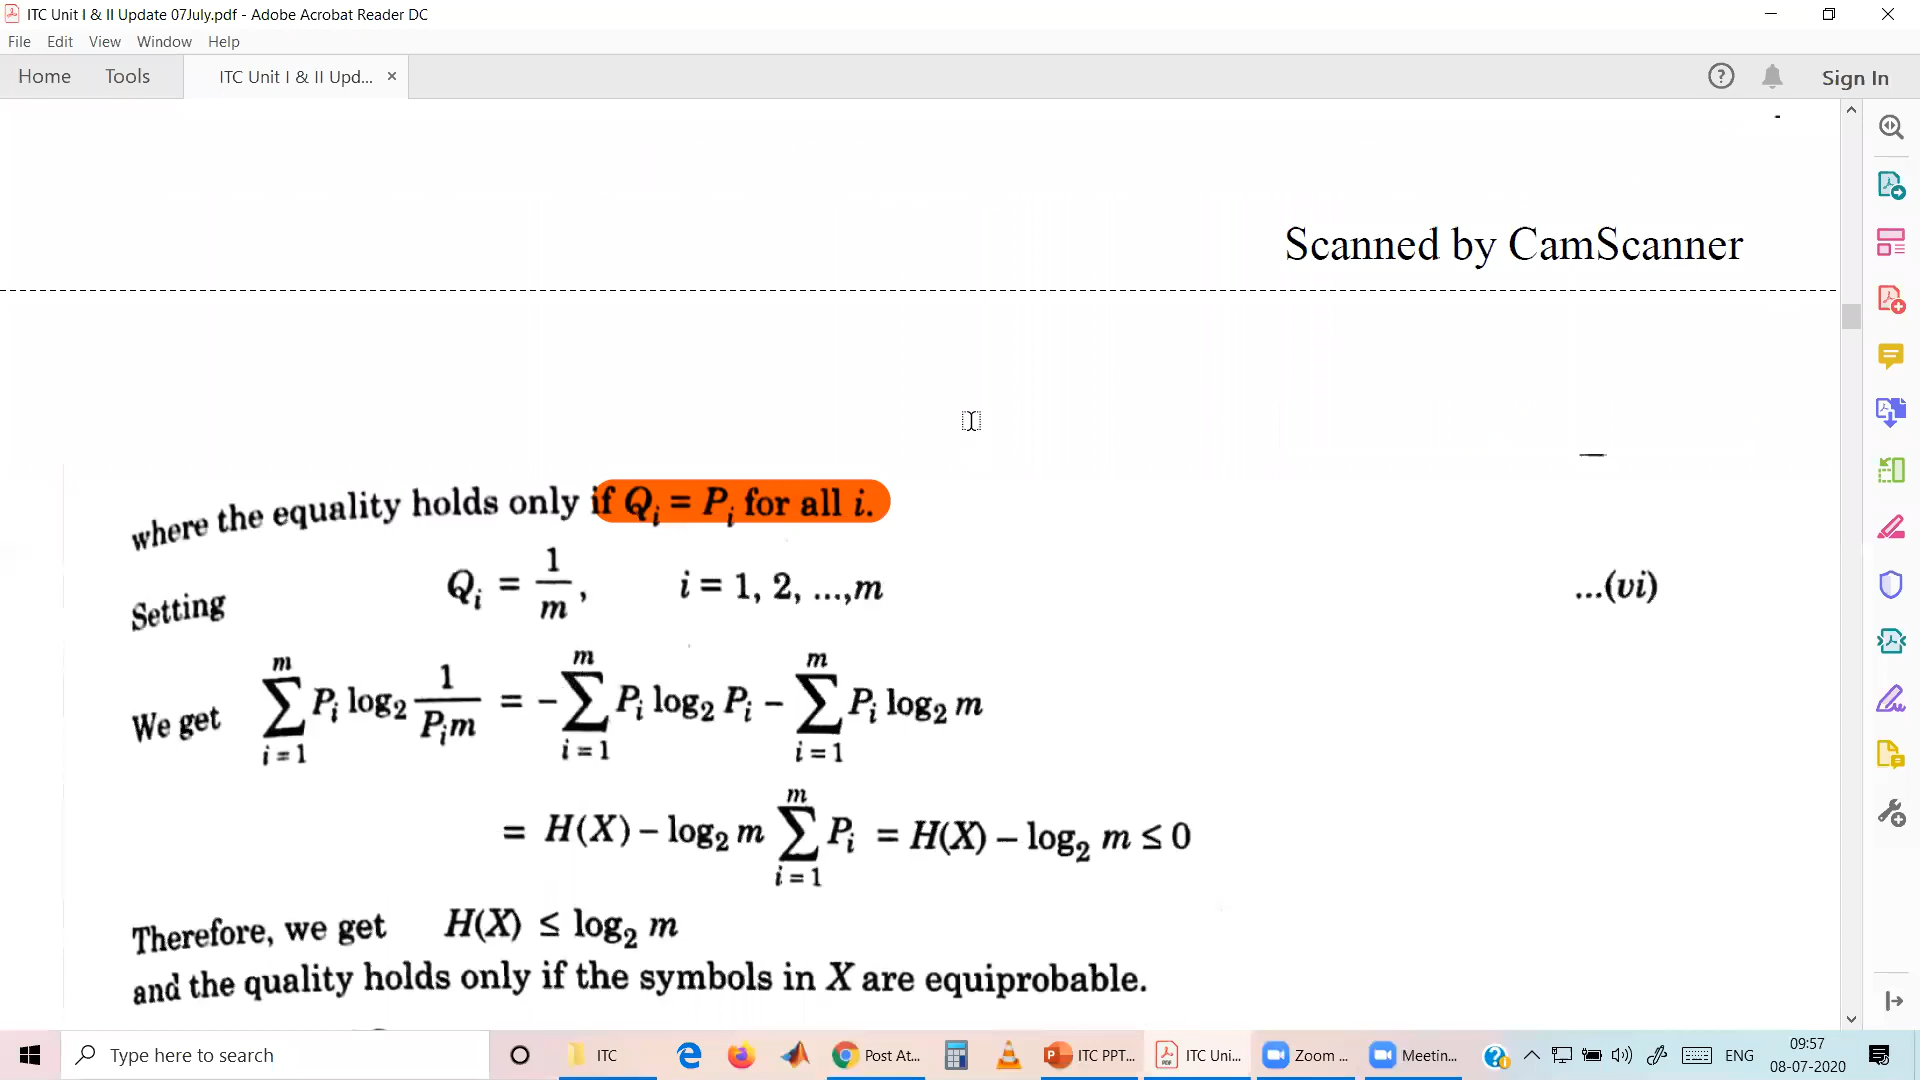 ITC Unit I & II Update 07July.pdf - Adobe Acrobat Reader DC
File Edit View Window Help
Home Tools ITC Unit I & II Upd... × ? Sign In
Scanned by CamScanner
where the equality holds only if Qᵢ = Pᵢ for all i.
Setting Qᵢ = 1/m, i = 1, 2, ...,m ...(vi)
We get ∑_{i=1}^{m} Pᵢ log₂ 1/(Pᵢm) = -∑_{i=1}^{m} Pᵢ log₂ Pᵢ - ∑_{i=1}^{m} Pᵢ log₂ m
= H(X) – log₂ m ∑_{i=1}^{m} Pᵢ = H(X) – log₂ m ≤ 0
Therefore, we get H(X) ≤ log₂ m
and the quality holds only if the symbols in X are equiprobable.
Type here to search ITC Post At... ITC PPT... ITC Uni... Zoom ... Meetin... ENG 09:57
08-07-2020